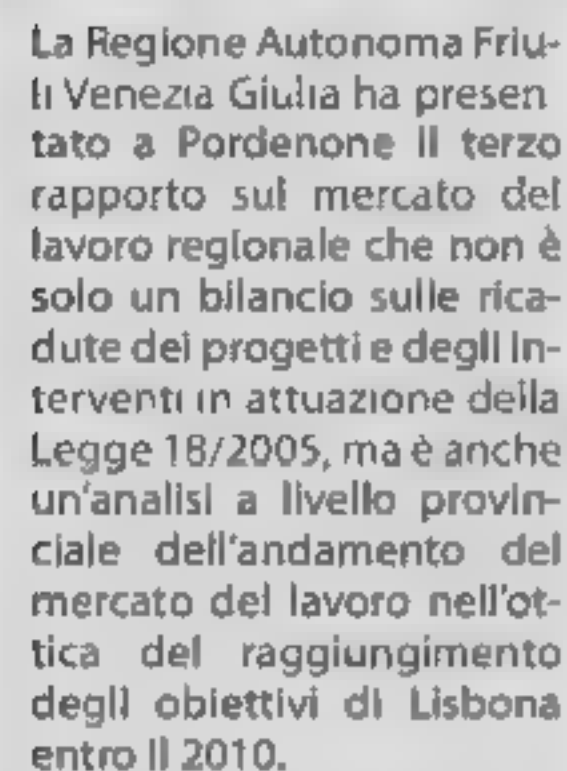 La Regione Autonoma Friu-
li Venezia Giulia ha presen
tato a Pordenone il terzo
rapporto sul mercato del
lavoro regionale che non è
solo un bilancio sulle rica-
dute dei progetti e degli in-
terventi in attuazione della
Legge 18/2005, ma è anche
un'analisi a livello provin-
ciale dell'andamento del
mercato del lavoro nell'ot-
tica del raggiungimento
degli obiettivi di Lisbona
entro il 2010.